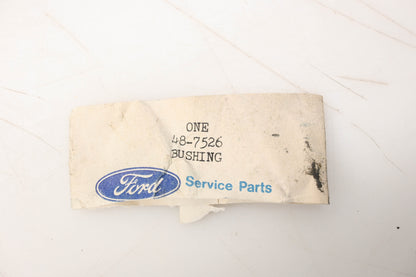 ONE
48-7526
BUSHING
Ford Service Parts